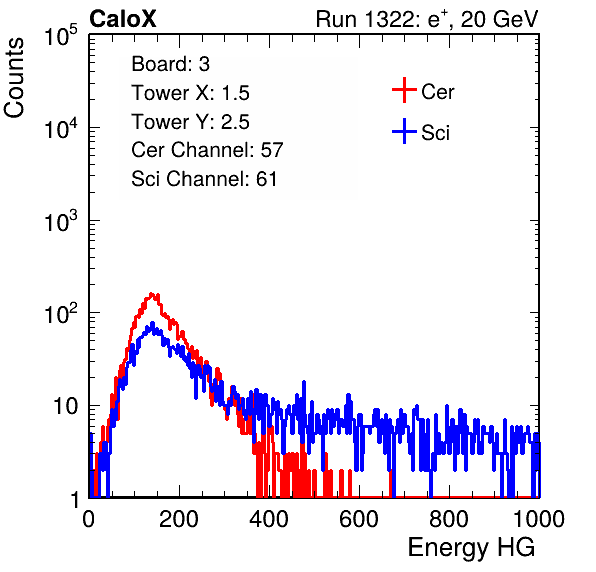 CaloX Run 1322: e⁺, 20 GeV
Counts
10⁵
10⁴
10³
10²
10
1
Board: 3
Tower X: 1.5
Tower Y: 2.5
Cer Channel: 57
Sci Channel: 61
Cer
Sci
0 200 400 600 800 1000
Energy HG